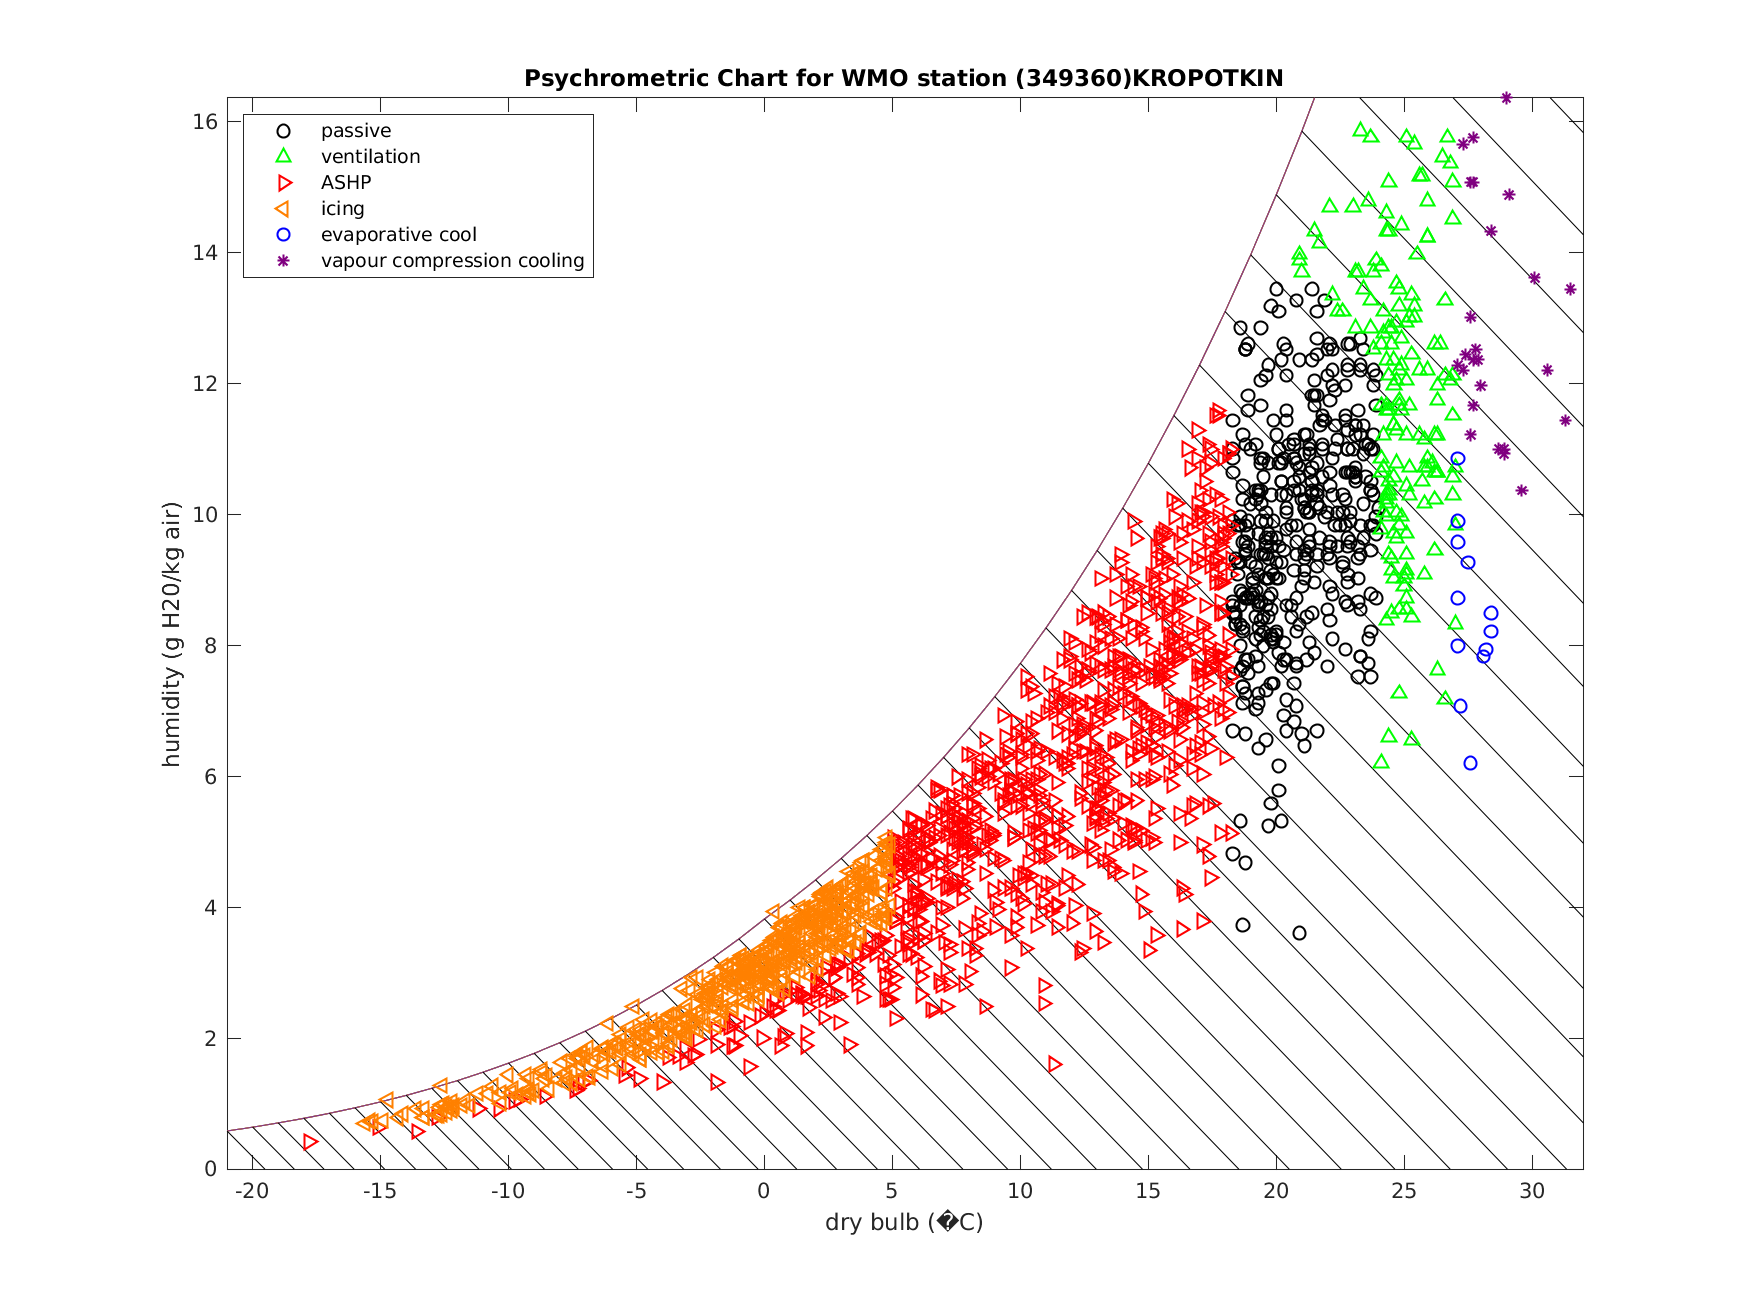 Psychrometric Chart for WMO station (349360)KROPOTKIN
16
14
12
10
8
6
4
2
0
passive
ventilation
ASHP
icing
evaporative cool
vapour compression cooling
humidity (g H20/kg air)
-20 -15 -10 -5 0 5 10 15 20 25 30
dry bulb (�C)